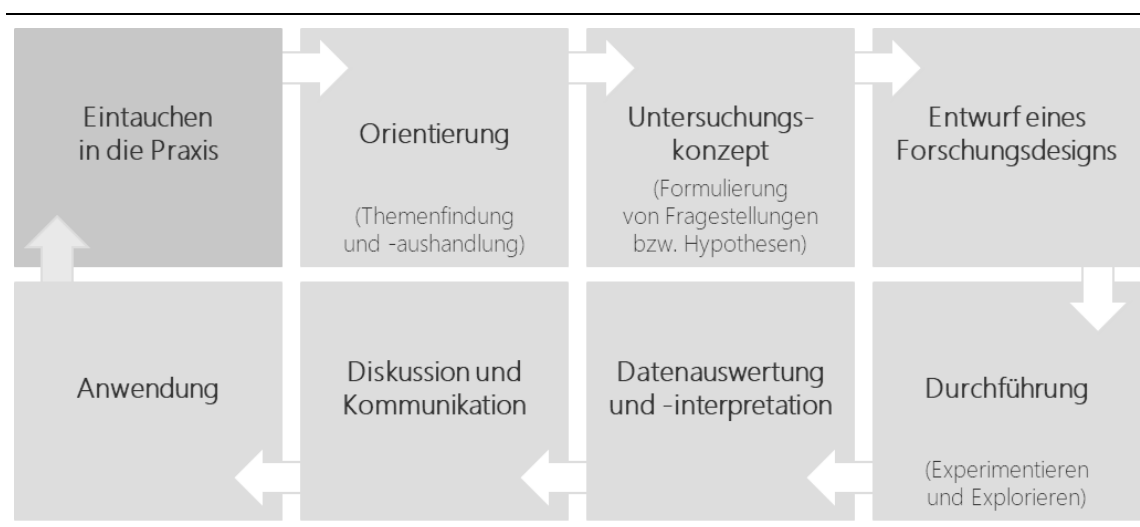 Eintauchen
in die Praxis
Orientierung
(Themenfindung
und -aushandlung)
Untersuchungs-
konzept
(Formulierung
von Fragestellungen
bzw. Hypothesen)
Entwurf eines
Forschungsdesigns
Anwendung
Diskussion und
Kommunikation
Datenauswertung
und -interpretation
Durchführung
(Experimentieren
und Explorieren)